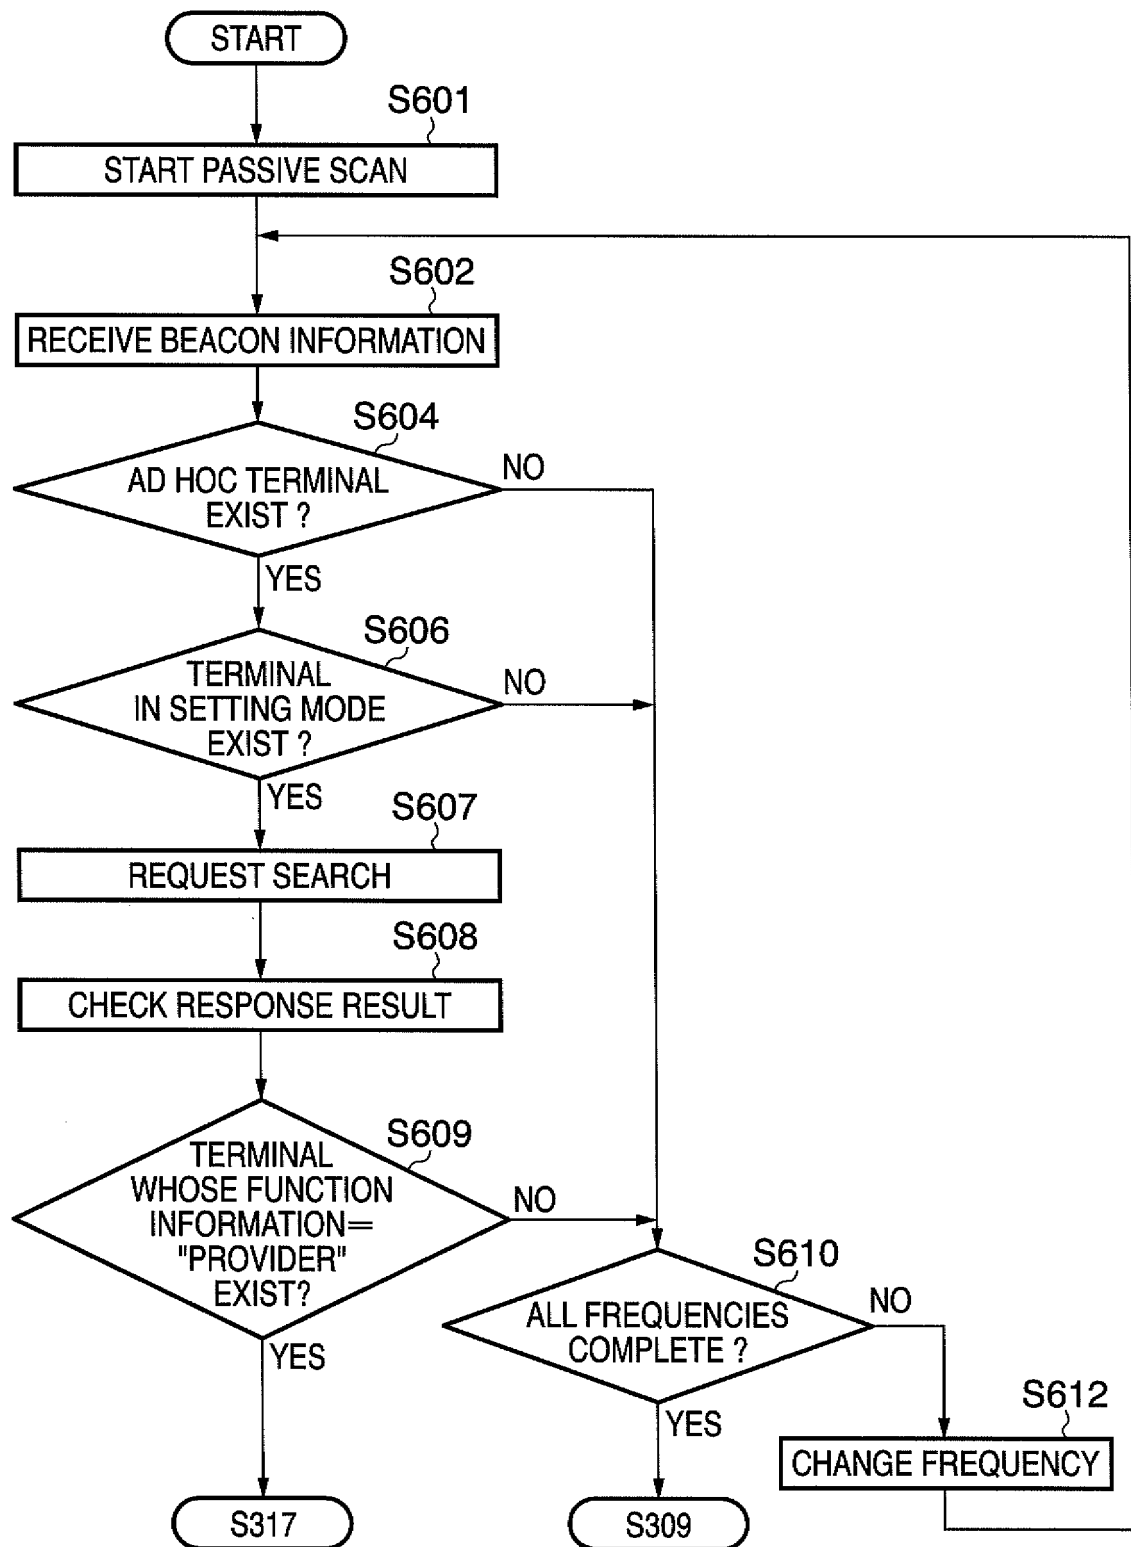 START
S601
START PASSIVE SCAN
S602
RECEIVE BEACON INFORMATION
S604
AD HOC TERMINAL
EXIST ?
NO
YES
S606
TERMINAL
IN SETTING MODE
EXIST ?
NO
YES
S607
REQUEST SEARCH
S608
CHECK RESPONSE RESULT
S609
TERMINAL
WHOSE FUNCTION
INFORMATION=
"PROVIDER"
EXIST?
NO
YES
S610
ALL FREQUENCIES
COMPLETE ?
NO
YES
S612
CHANGE FREQUENCY
S317
S309